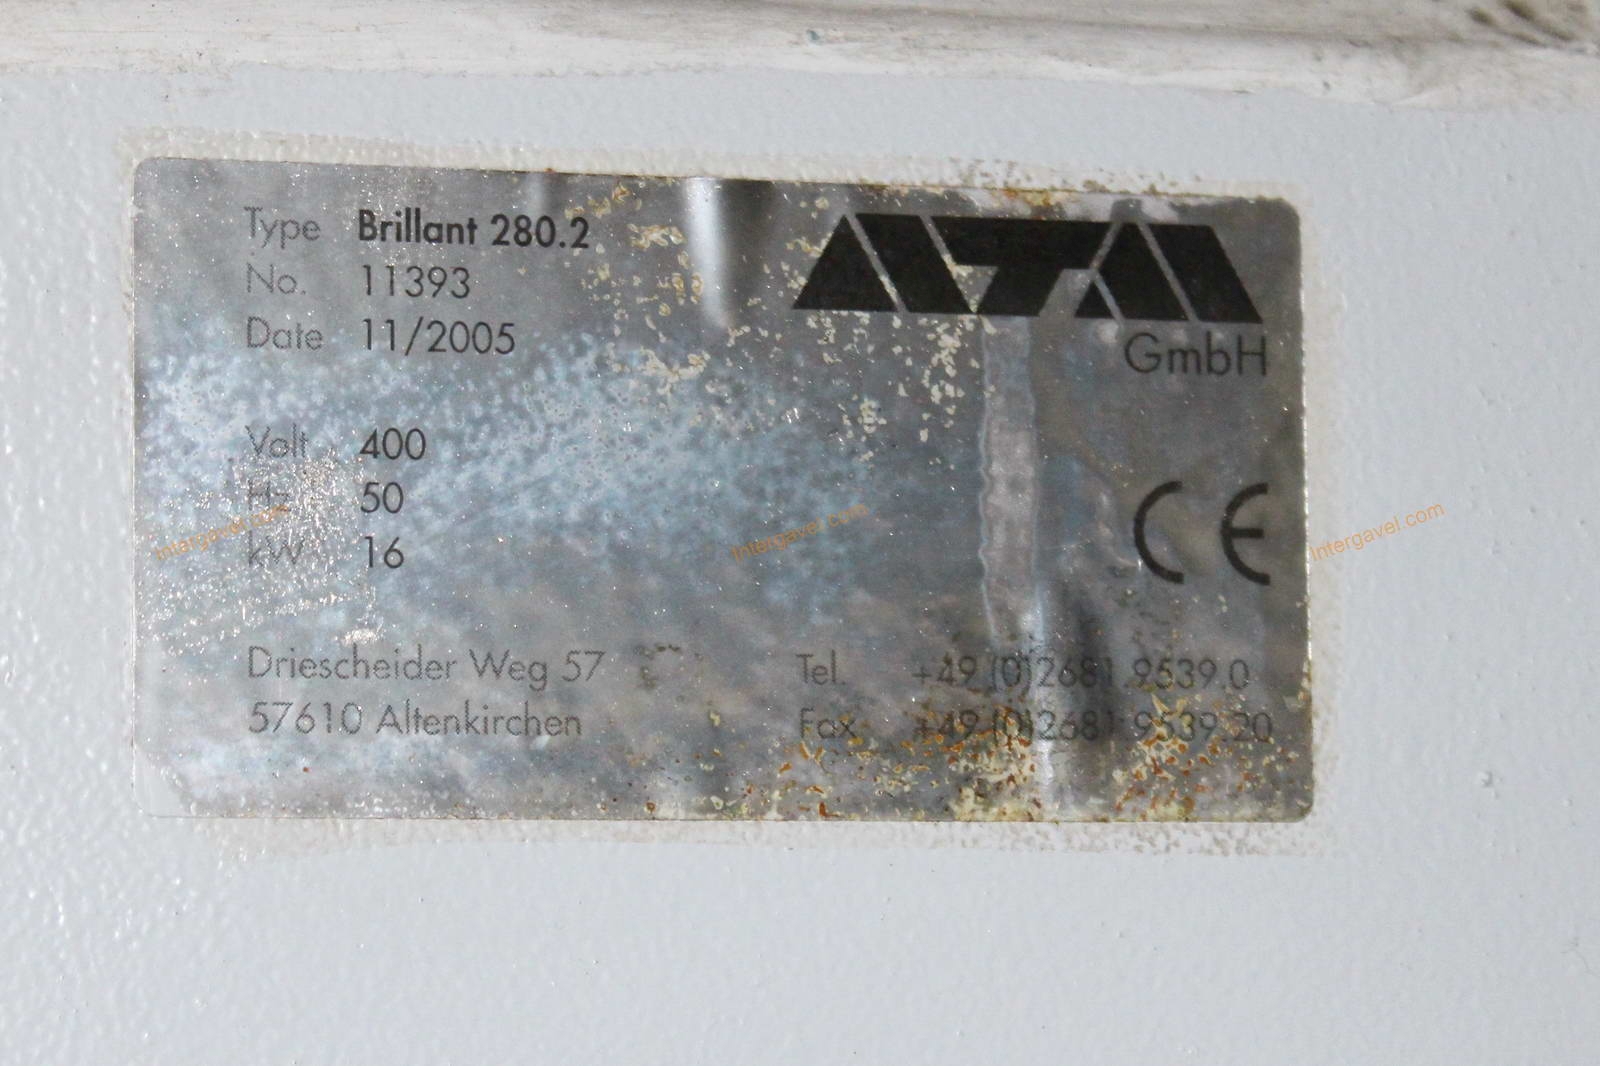 Type Brillant 280.2
No. 11393
Date 11/2005
ATM
GmbH
Volt 400
Hz 50
kW 16
CE
Intergavel.com Intergavel.com Intergavel.com
Driescheider Weg 57
57610 Altenkirchen
Tel. +49 (0)2681.9539.0
Fax +49 (0)2681.9539.20